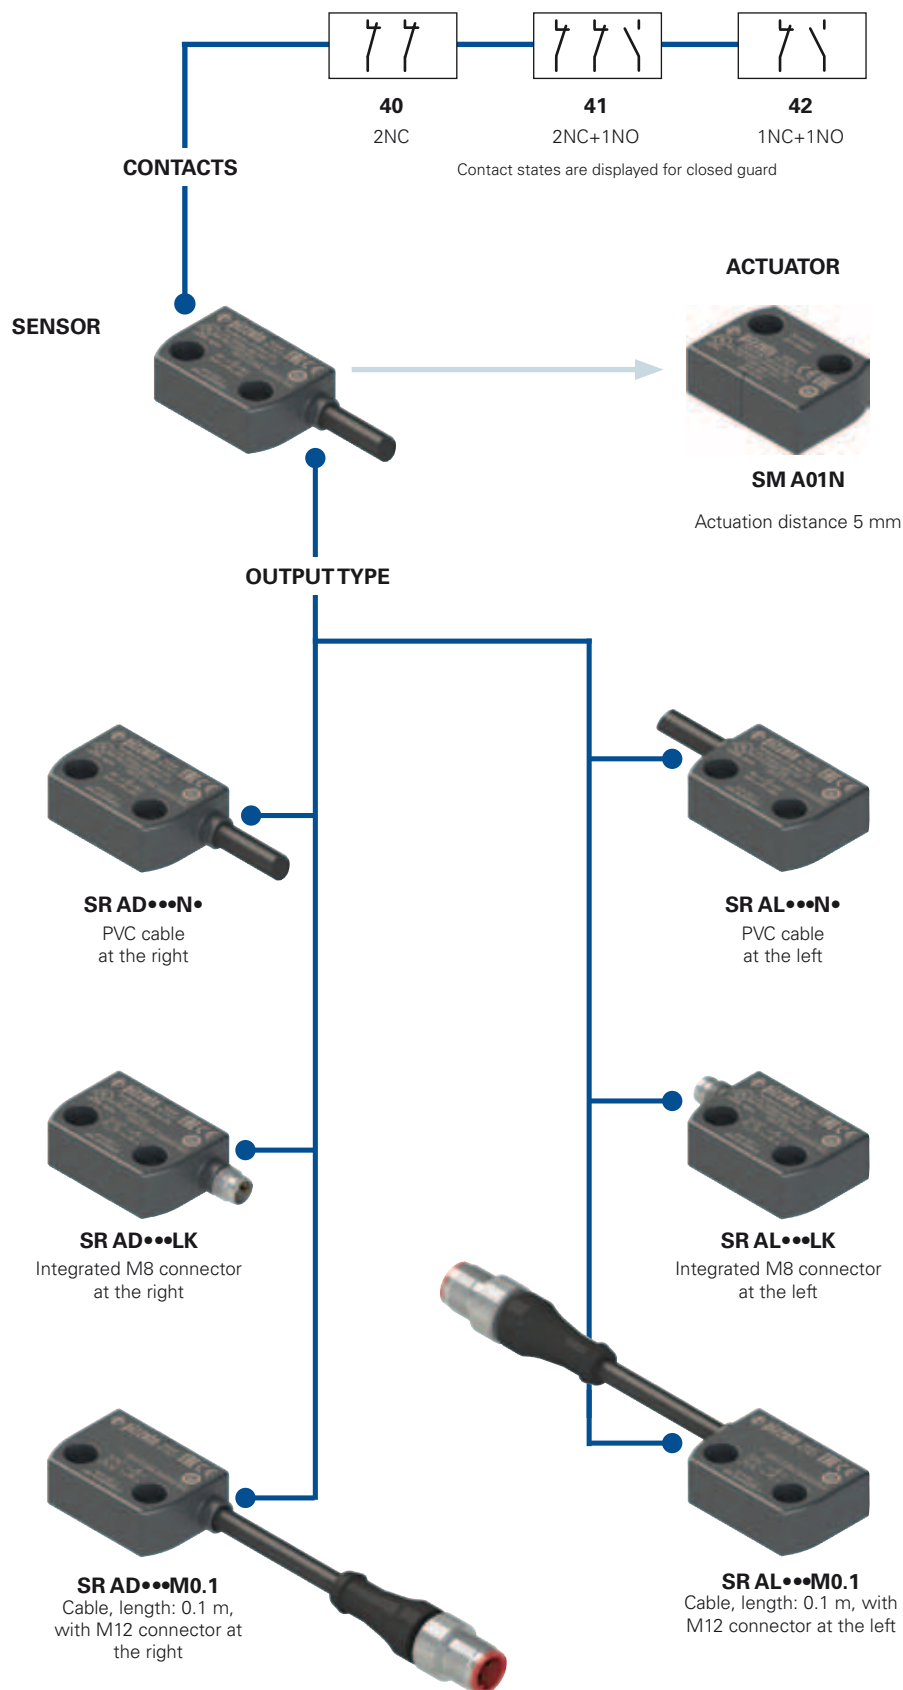 40
41
42
2NC
2NC+1NO
1NC+1NO
CONTACTS
Contact states are displayed for closed guard
ACTUATOR
SENSOR
SM A01N
Actuation distance 5 mm
OUTPUT TYPE
SR AD•••N•
PVC cable
at the right
SR AL•••N•
PVC cable
at the left
SR AD•••LK
Integrated M8 connector
at the right
SR AL•••LK
Integrated M8 connector
at the left
SR AD•••M0.1
Cable, length: 0.1 m,
with M12 connector at
the right
SR AL•••M0.1
Cable, length: 0.1 m, with
M12 connector at the left